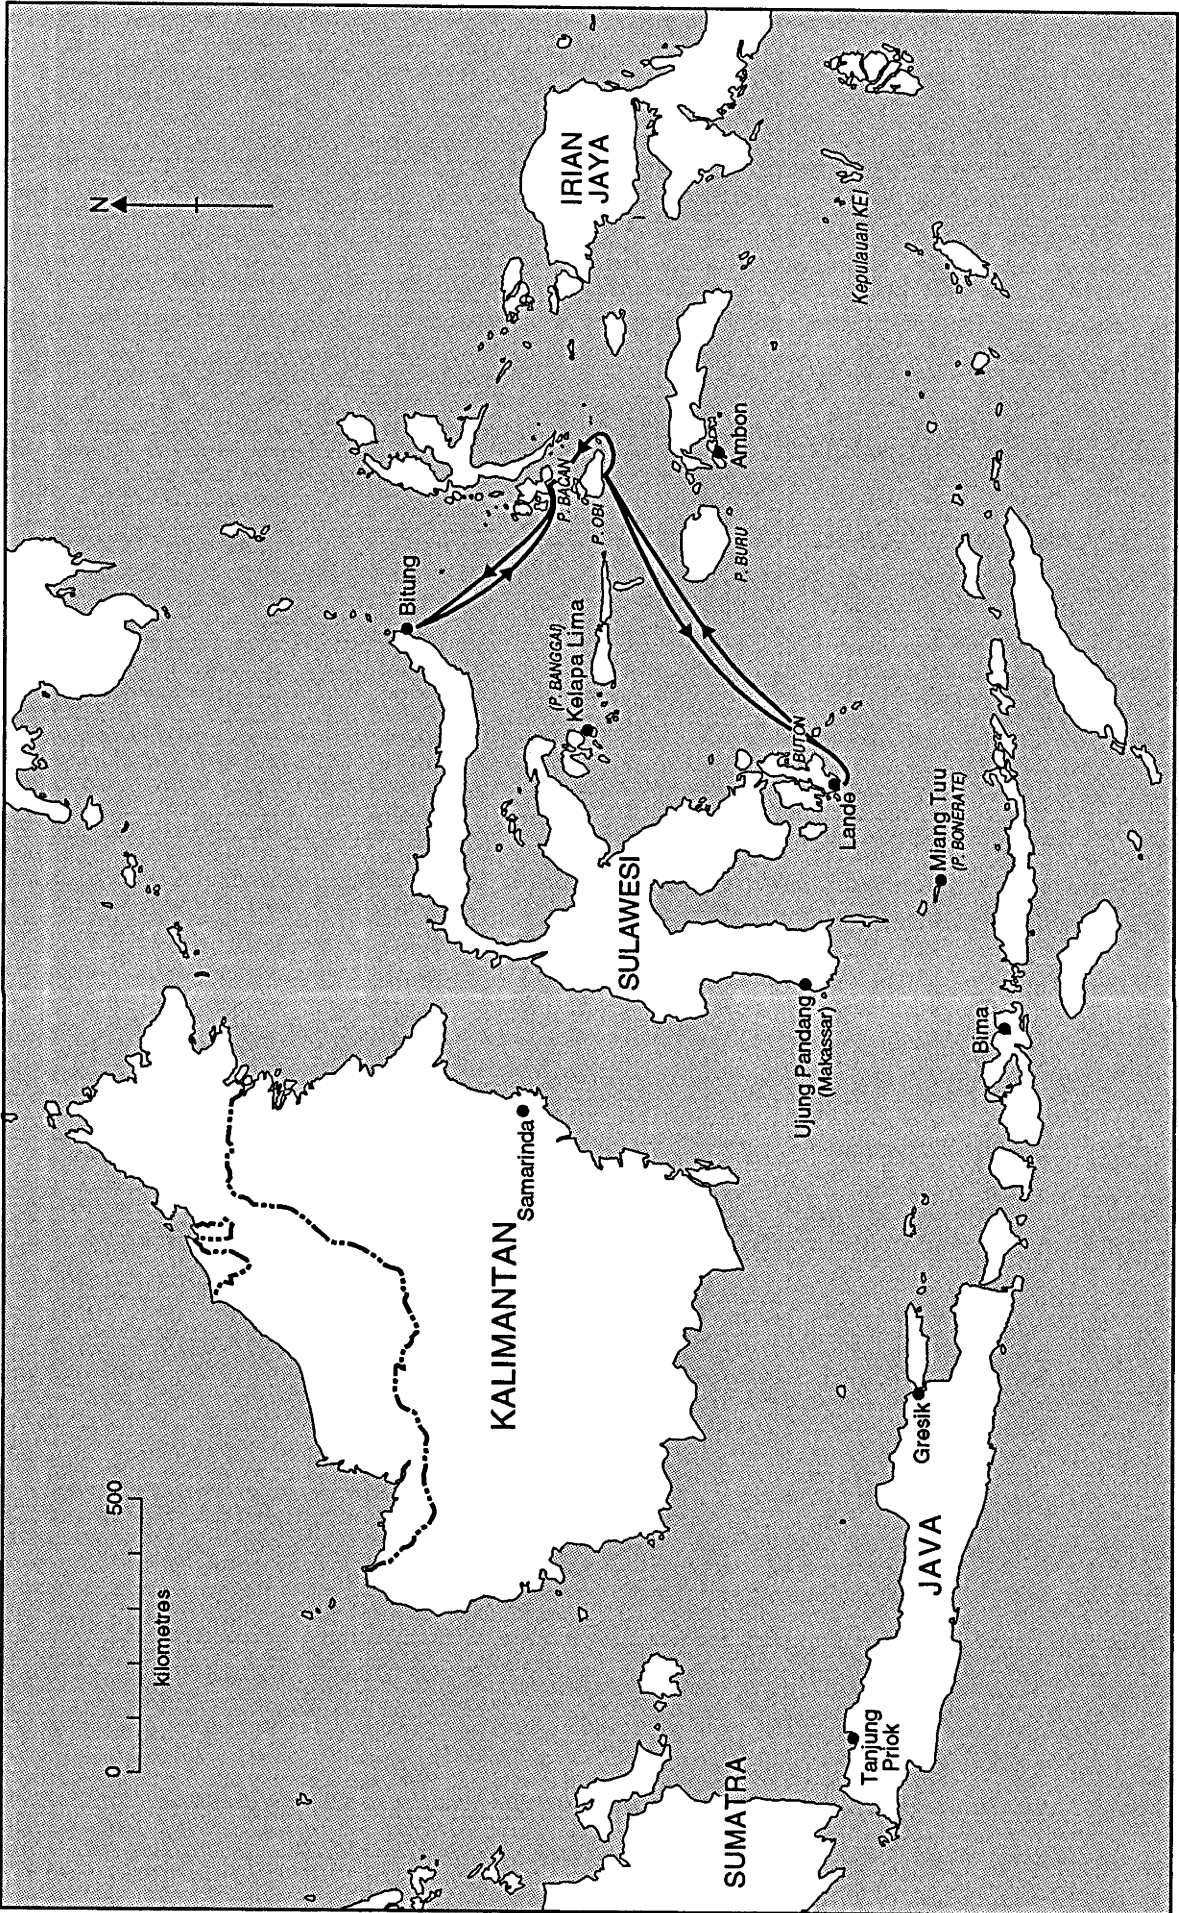 0
500
kilometres
N
SUMATRA
Tanjung
Priok
JAVA
Gresik
KALIMANTAN
Samarinda
Bima
Ujung Pandang
(Makassar)
SULAWESI
Miang Tuu
(P. BONERATE)
Lande
BUTON
(P. BANGGAI)
Kelapa Lima
Bitung
P. BACAN
P. OBI
P. BURU
Ambon
IRIAN
JAYA
Kepulauan KEI